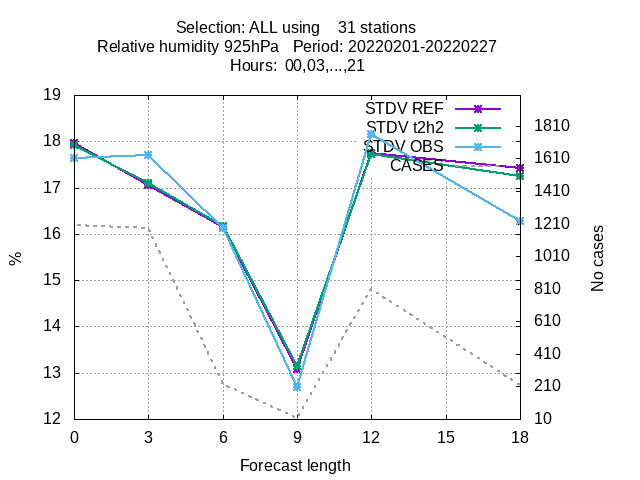 Selection: ALL using    31 stations
Relative humidity 925hPa   Period: 20220201-20220227
Hours:  00,03,...,21
STDV REF
STDV t2h2
STDV OBS
CASES
19
18
17
16
15
14
13
12
%
1810
1610
1410
1210
1010
810
610
410
210
10
No cases
0 3 6 9 12 15 18
Forecast length